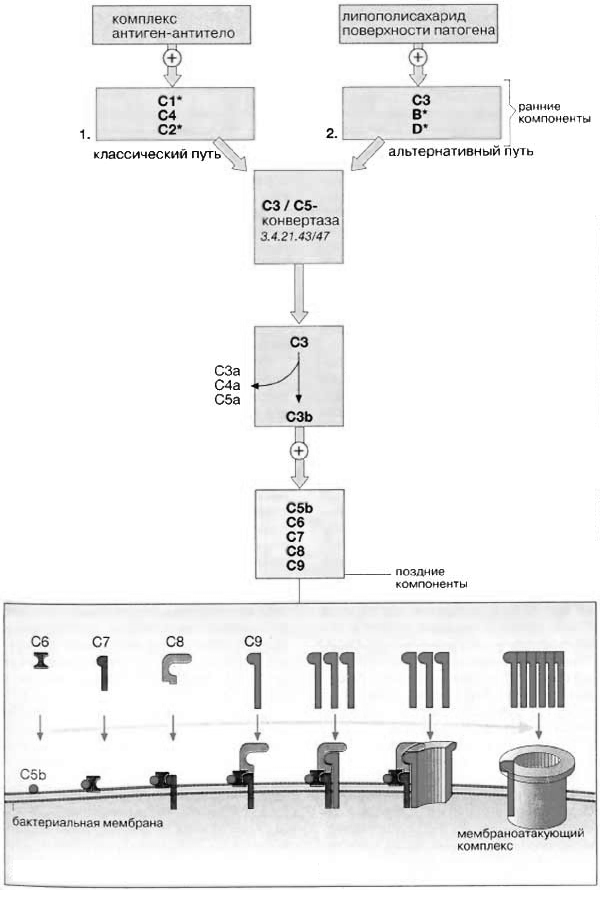 комплекс
антиген-антитело
липополисахарид
поверхности патогена
+
+
C1*
C4
C2*
1.
классический путь
C3
B*
D*
2.
альтернативный путь
ранние
компоненты
C3 / C5-
конвертаза
3.4.21.43/47
C3
C3a
C4a
C5a
C3b
+
C5b
C6
C7
C8
C9
поздние
компоненты
C6
C7
C8
C9
C5b
бактериальная мембрана
мембраноатакующий
комплекс